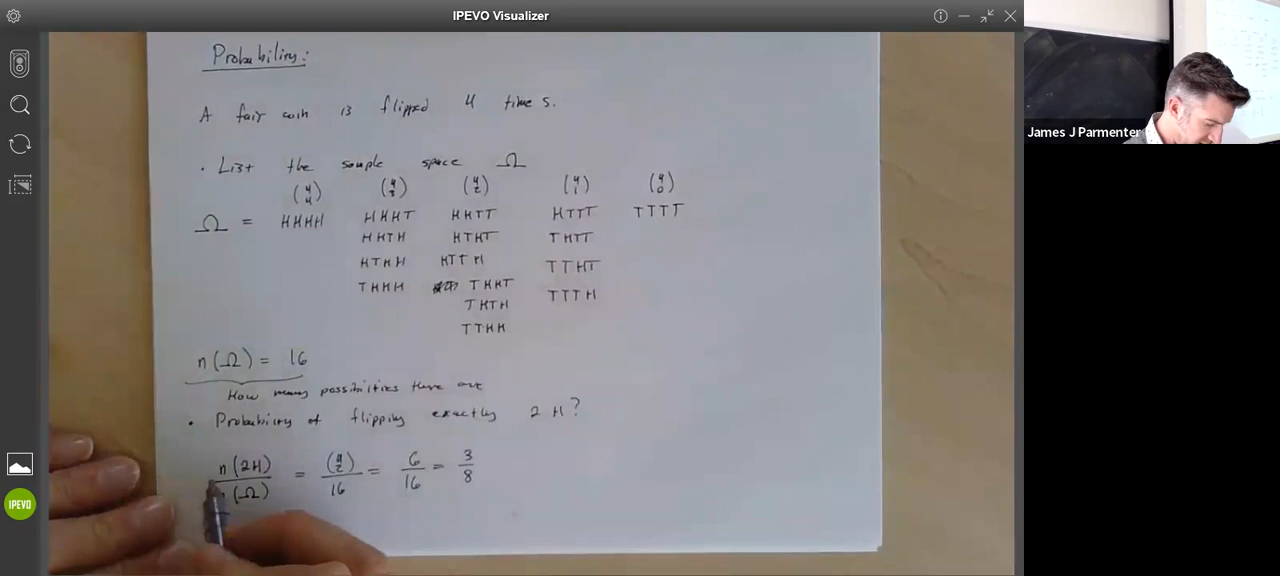 IPEVO Visualizer
Probability:
A fair coin is flipped 4 times.
• List the sample space Ω
(4 4) (4 3) (4 2) (4 1) (4 0)
Ω = HHHH HHHT HHTT HTTT TTTT
HHTH HTHT THTT
HTHH HTTH TTHT
THHH THHT TTTH
THTH
TTHH
n(Ω) = 16
How many possibilities there are
• Probability of flipping exactly 2 H?
n(2H)/(Ω) = (4 2)/16 = 6/16 = 3/8
James J Parmenter
IPEVO